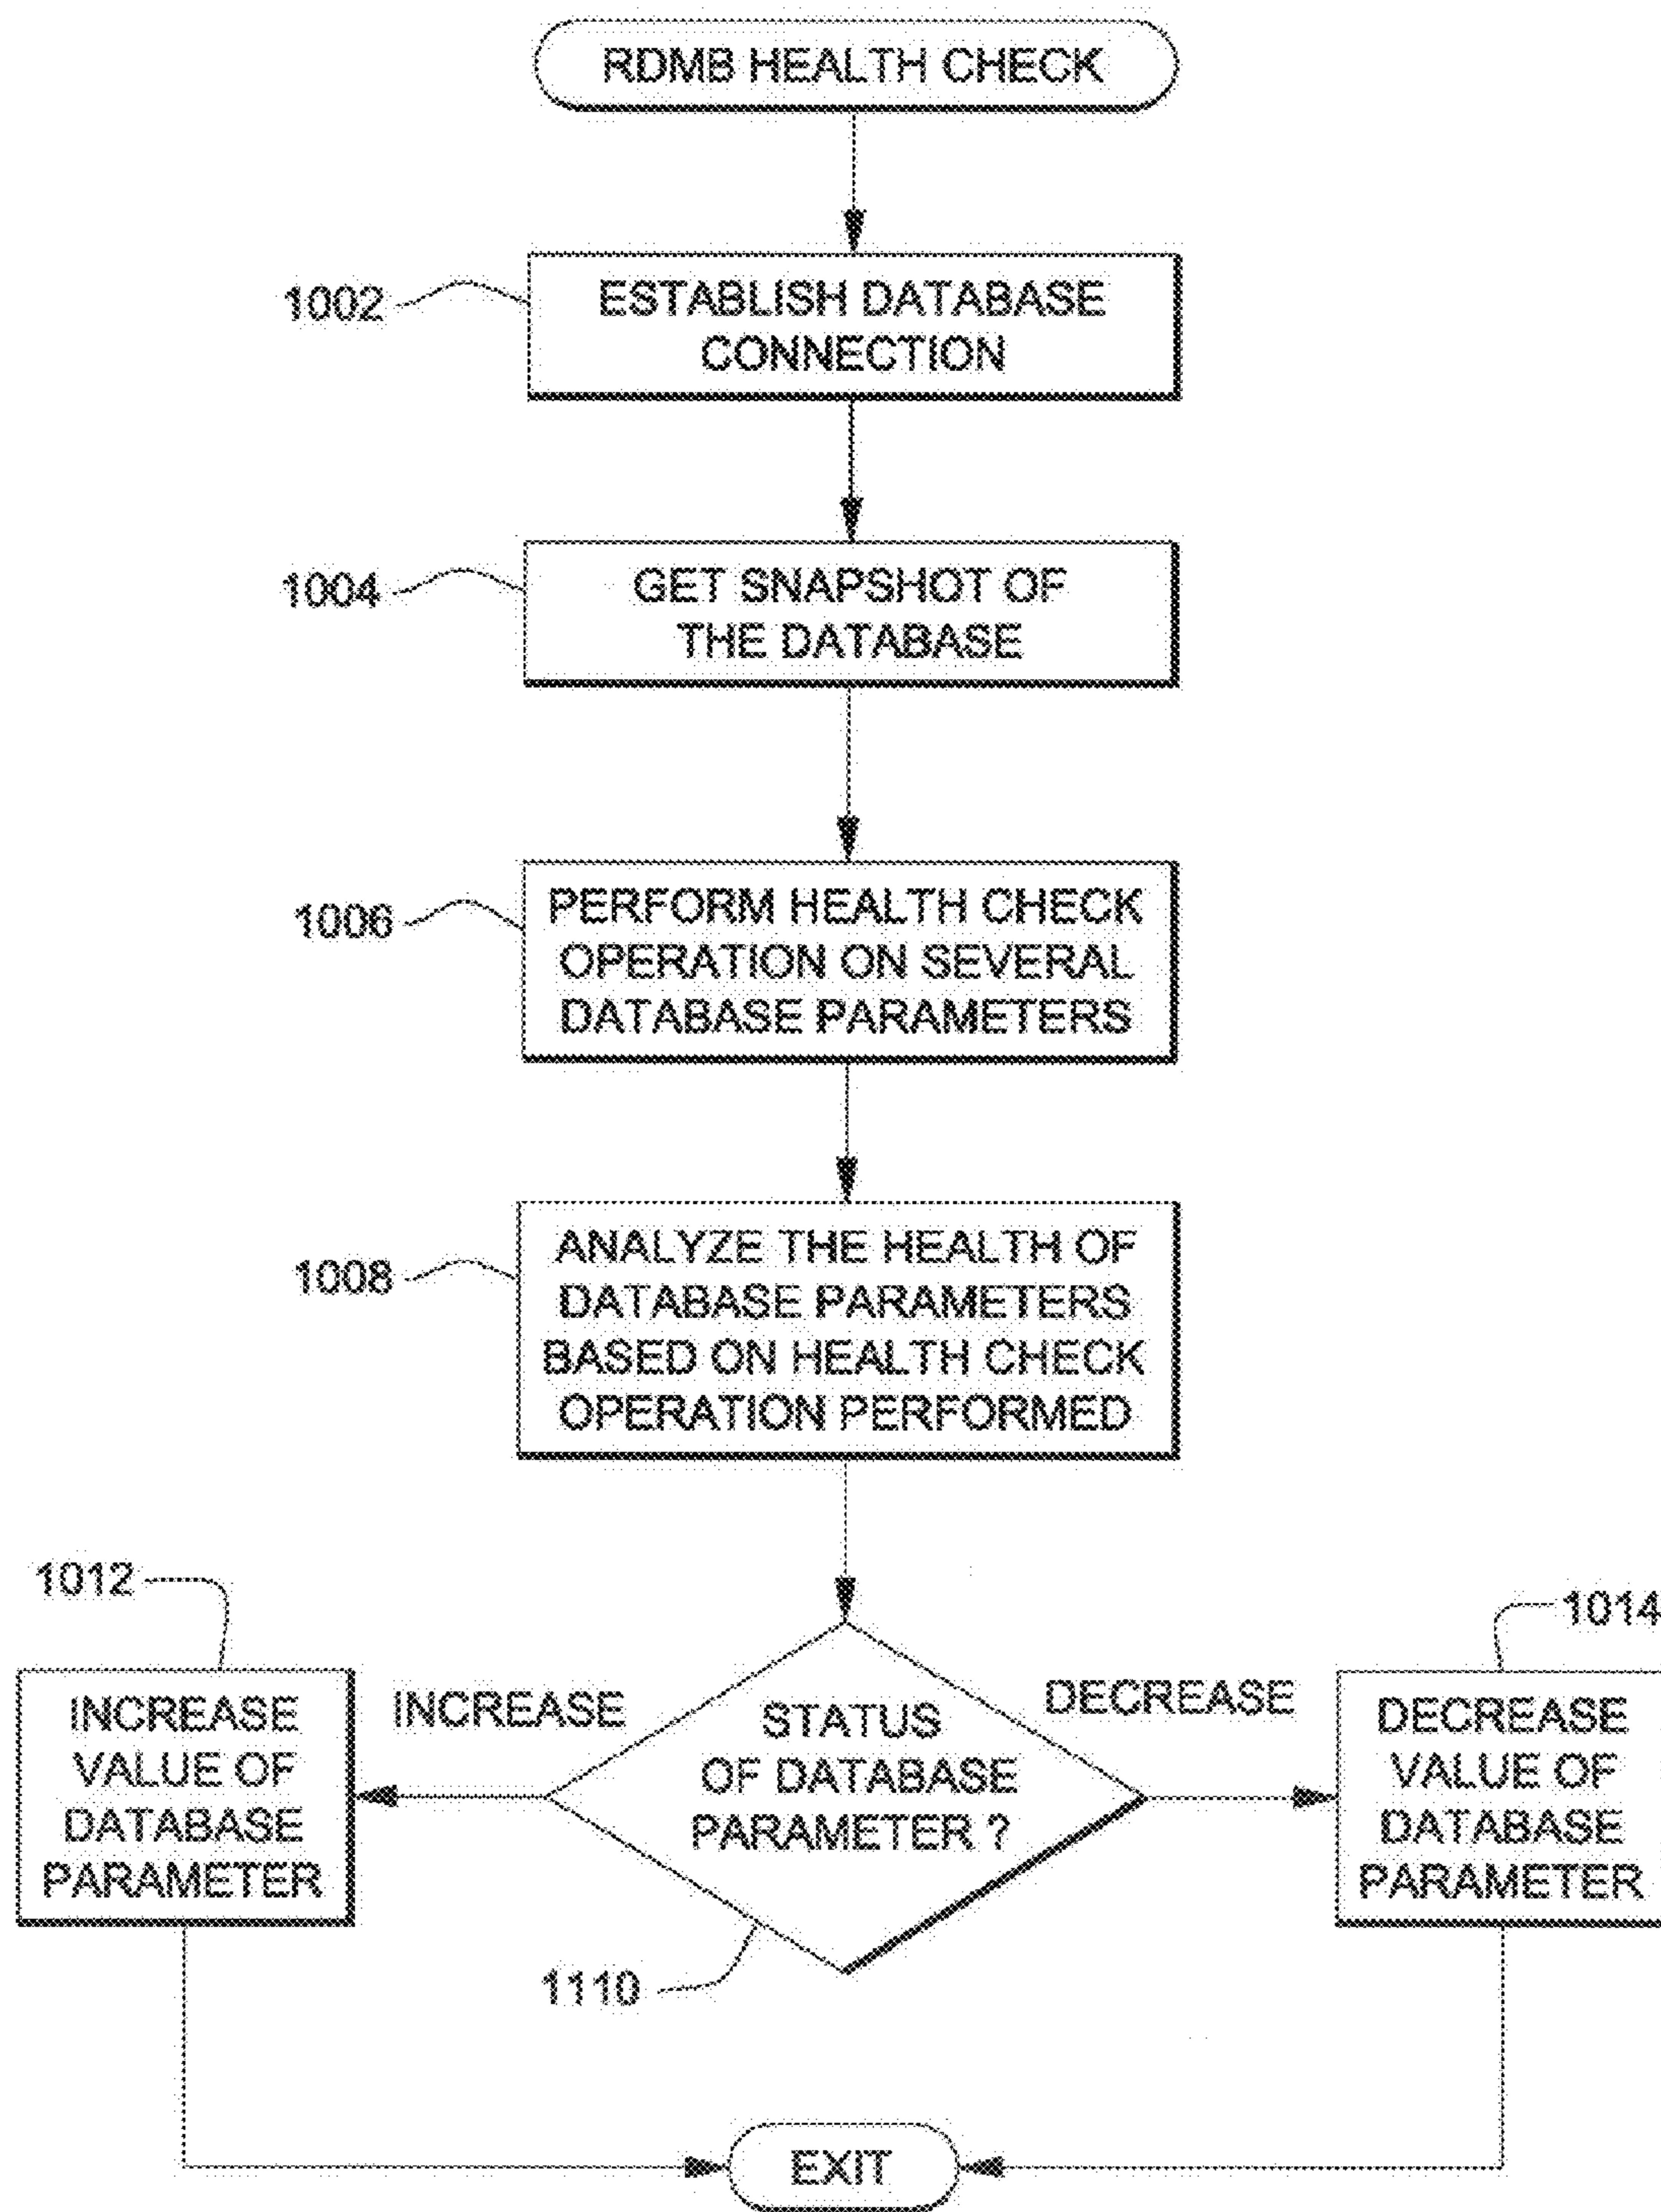 RDMB HEALTH CHECK
1002
ESTABLISH DATABASE
CONNECTION
1004
GET SNAPSHOT OF
THE DATABASE
1006
PERFORM HEALTH CHECK
OPERATION ON SEVERAL
DATABASE PARAMETERS
1008
ANALYZE THE HEALTH OF
DATABASE PARAMETERS
BASED ON HEALTH CHECK
OPERATION PERFORMED
1012
INCREASE
VALUE OF
DATABASE
PARAMETER
INCREASE
STATUS
OF DATABASE
PARAMETER ?
1110
DECREASE
1014
DECREASE
VALUE OF
DATABASE
PARAMETER
EXIT